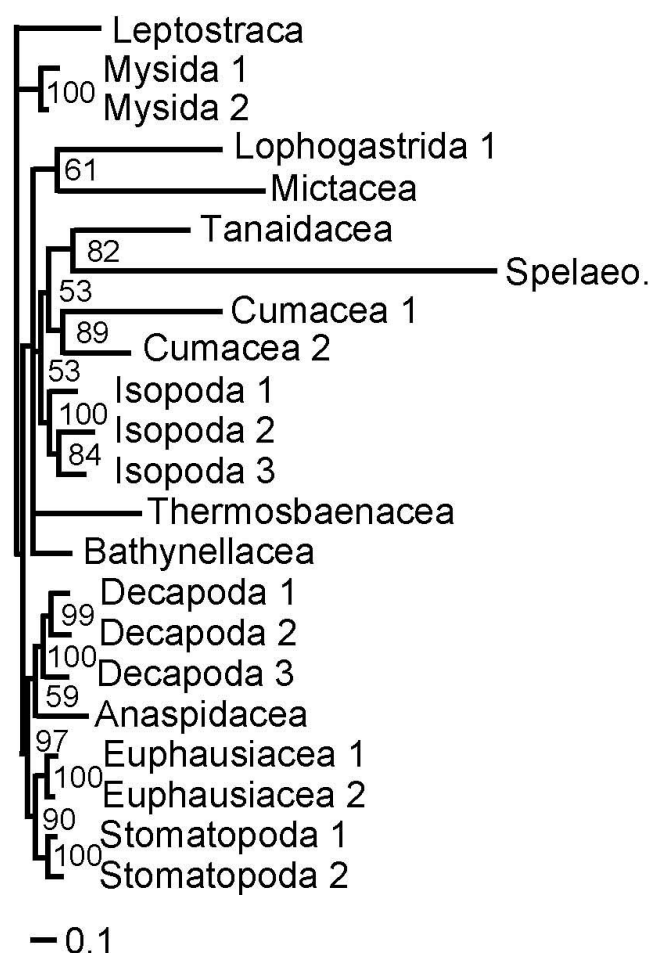 Leptostraca
Mysida 1
100
Mysida 2
Lophogastrida 1
61
Mictacea
Tanaidacea
82
Spelaeo.
53
Cumacea 1
89
Cumacea 2
53
Isopoda 1
100
Isopoda 2
84
Isopoda 3
Thermosbaenacea
Bathynellacea
Decapoda 1
99
Decapoda 2
100
Decapoda 3
59
Anaspidacea
97
Euphausiacea 1
100
Euphausiacea 2
90
Stomatopoda 1
100
Stomatopoda 2
0.1